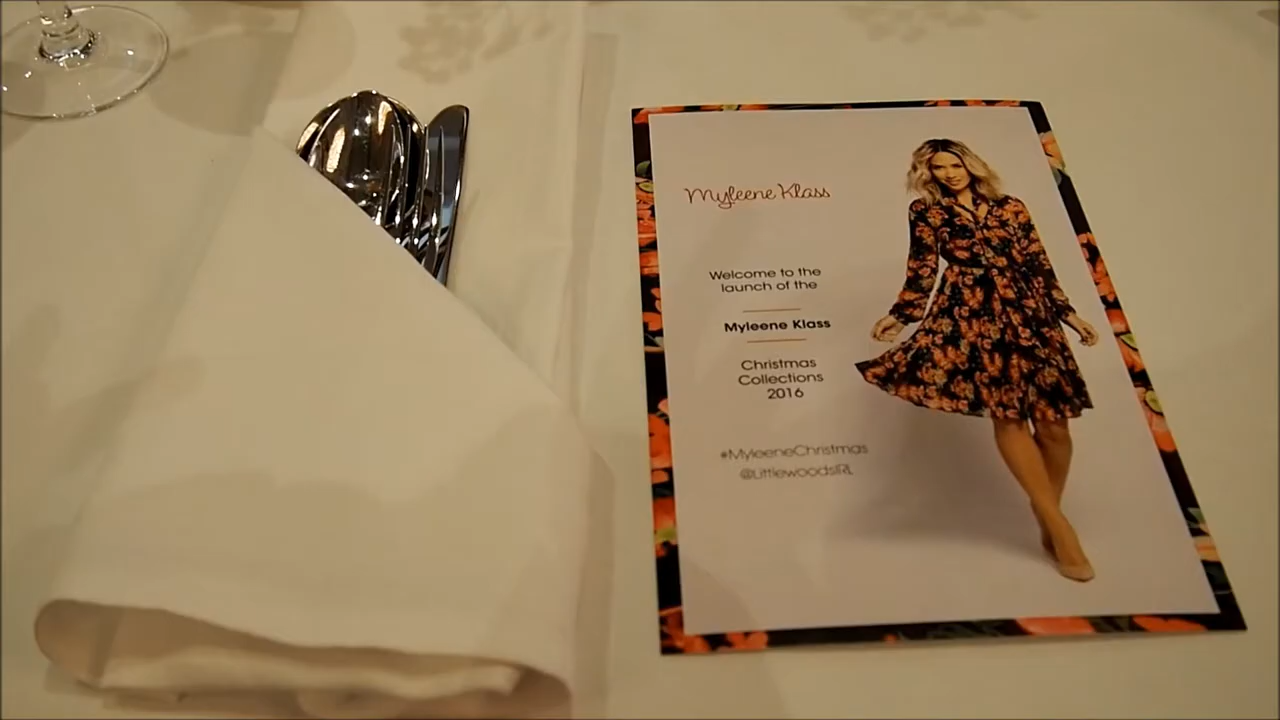 Myleene Klass
Welcome to the
launch of the
Myleene Klass
Christmas
Collections
2016
#MyleeneChristmas
@LittlewoodsIRL